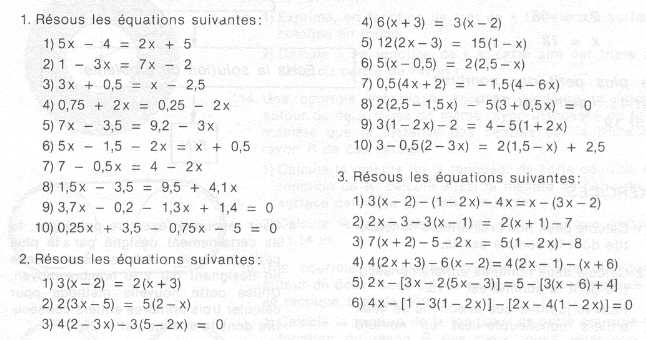 1. Résous les équations suivantes:
1) 5x - 4 = 2x + 5
2) 1 - 3x = 7x - 2
3) 3x + 0,5 = x - 2,5
4) 0,75 + 2x = 0,25 - 2x
5) 7x - 3,5 = 9,2 - 3x
6) 5x - 1,5 - 2x = x + 0,5
7) 7 - 0,5x = 4 - 2x
8) 1,5x - 3,5 = 9,5 + 4,1x
9) 3,7x - 0,2 - 1,3x + 1,4 = 0
10) 0,25x + 3,5 - 0,75x - 5 = 0
2. Résous les équations suivantes:
1) 3(x - 2) = 2(x + 3)
2) 2(3x - 5) = 5(2 - x)
3) 4(2 - 3x) - 3(5 - 2x) = 0
4) 6(x + 3) = 3(x - 2)
5) 12(2x - 3) = 15(1 - x)
6) 5(x - 0,5) = 2(2,5 - x)
7) 0,5(4x + 2) = - 1,5(4 - 6x)
8) 2(2,5 - 1,5x) = 5(3 + 0,5x)
9) 3(1 - 2x) - 2 = 4 - 5(1 + 2x)
10) 3 - 0,5(2 - 3x) = 2(1,5 - x) + 2,5
3. Résous les équations suivantes:
1) 3(x - 2) - (1 - 2x) - 4x = x - (3x - 2)
2) 2x - 3 - 3(x - 1) = 2(x + 1) - 7
3) 7(x + 2) - 5 - 2x = 5(1 - 2x) - 8
4) 4(2x + 3) - 6(x - 2) = 4(2x - 1) - (x + 6)
5) 2x - [3x - 2(5x - 3)] = 5 - [3(x - 6) + 4]
6) 4x - [1 - 3(1 - 2x)] - [2x - 4(1 - 2x)] = 0